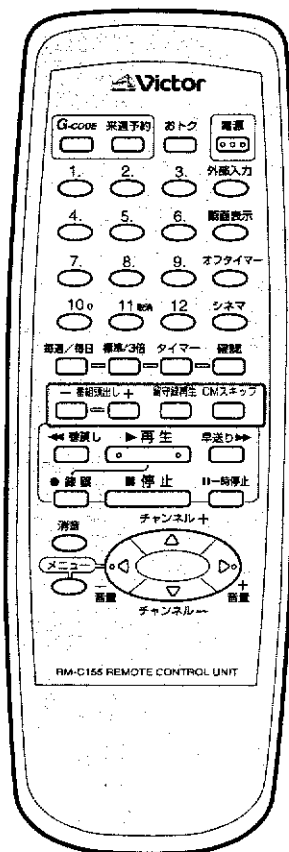 Victor
G-CODE 来週予約 おトク 電源
1. 2. 3. 外部入力
4. 5. 6. 画面表示
7. 8. 9. オフタイマー
10 0 11 取消 12 シネマ
毎週/毎日 標準/3倍 タイマー 確認
− 番組頭出し + 留守録再生 CMスキップ
◀◀ 巻戻し ▶ 再生 早送り ▶▶
● 録画 ■ 停止 II 一時停止
消音 チャンネル +
メニュー
− 音量 + 音量
チャンネル −
RM-C155 REMOTE CONTROL UNIT